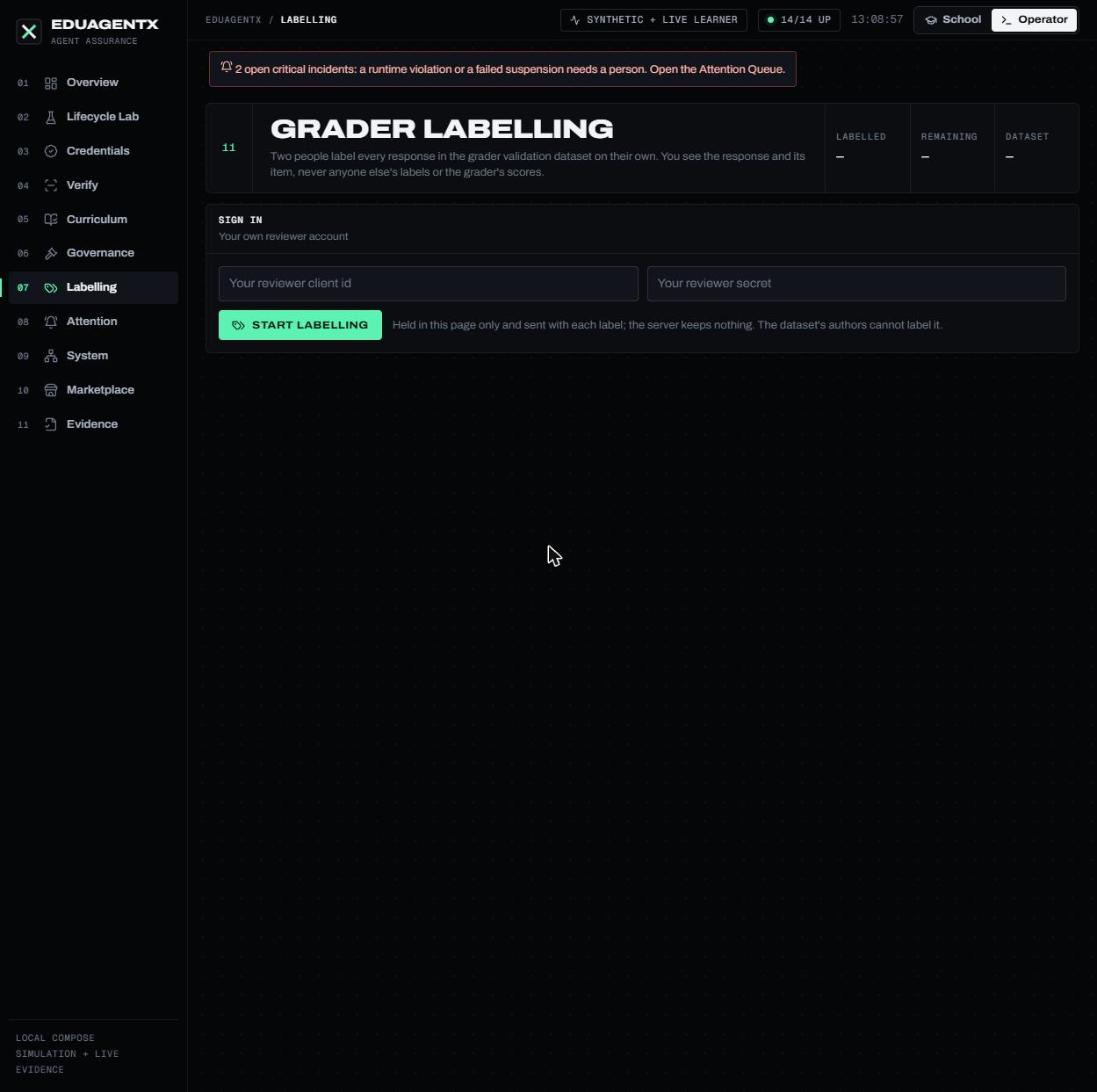 EDUAGENTX
AGENT ASSURANCE
01 Overview
02 Lifecycle Lab
03 Credentials
04 Verify
05 Curriculum
06 Governance
07 Labelling
08 Attention
09 System
10 Marketplace
11 Evidence
LOCAL COMPOSE
SIMULATION + LIVE
EVIDENCE
EDUAGENTX / LABELLING
SYNTHETIC + LIVE LEARNER
14/14 UP
13:08:57
School
Operator
2 open critical incidents: a runtime violation or a failed suspension needs a person. Open the Attention Queue.
11
GRADER LABELLING
Two people label every response in the grader validation dataset on their own. You see the response and its
item, never anyone else's labels or the grader's scores.
LABELLED
–
REMAINING
–
DATASET
–
SIGN IN
Your own reviewer account
Your reviewer client id
Your reviewer secret
START LABELLING
Held in this page only and sent with each label; the server keeps nothing. The dataset's authors cannot label it.